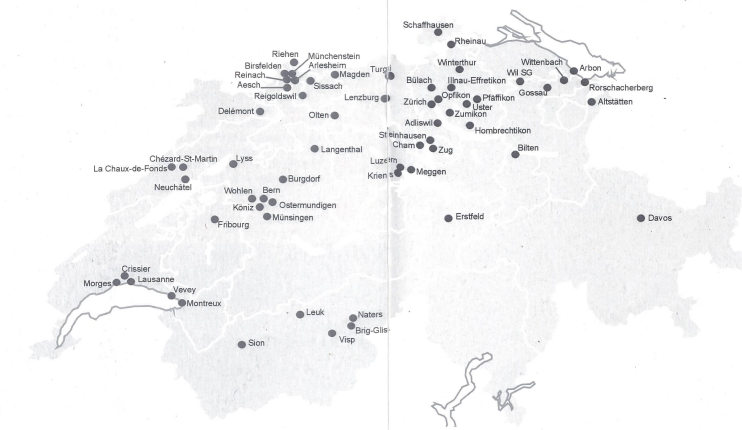 Schaffhausen
Rheinau
Riehen
Münchenstein
Birsfelden
Arlesheim
Reinach
Magden
Aesch
Sissach
Reigoldswil
Turgi
Winterthur
Bülach
Illnau-Effretikon
Wil SG
Wittenbach
Arbon
Rorschacherberg
Gossau
Altstätten
Lenzburg
Zürich
Opfikon
Pfäffikon
Uster
Zumikon
Delémont
Olten
Adliswil
Hombrechtikon
Steinhausen
Cham
Zug
Bilten
Langenthal
Chézard-St-Martin
Lyss
La Chaux-de-Fonds
Luzern
Kriens
Meggen
Neuchâtel
Burgdorf
Wohlen
Bern
Ostermundigen
Köniz
Münsingen
Fribourg
Erstfeld
Davos
Crissier
Morges
Lausanne
Vevey
Montreux
Leuk
Naters
Brig-Glis
Visp
Sion